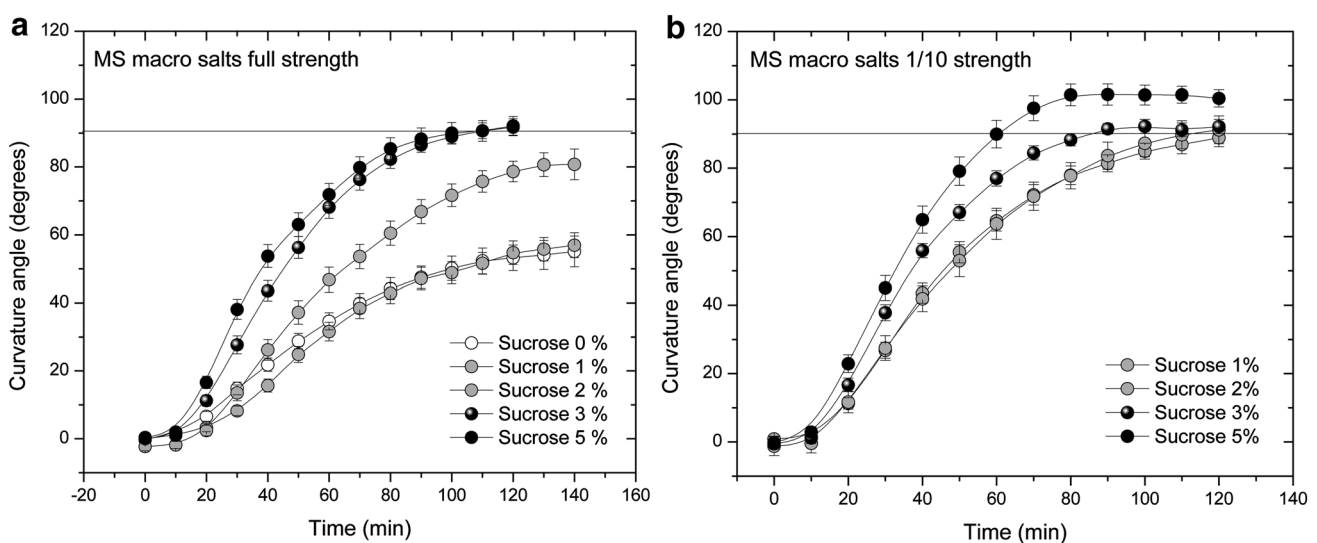 a
MS macro salts full strength
Curvature angle (degrees)
120
100
80
60
40
20
0
Sucrose 0 %
Sucrose 1 %
Sucrose 2 %
Sucrose 3 %
Sucrose 5 %
-20 0 20 40 60 80 100 120 140 160
Time (min)
b
MS macro salts 1/10 strength
Curvature angle (degrees)
120
100
80
60
40
20
0
Sucrose 1%
Sucrose 2%
Sucrose 3%
Sucrose 5%
0 20 40 60 80 100 120 140
Time (min)